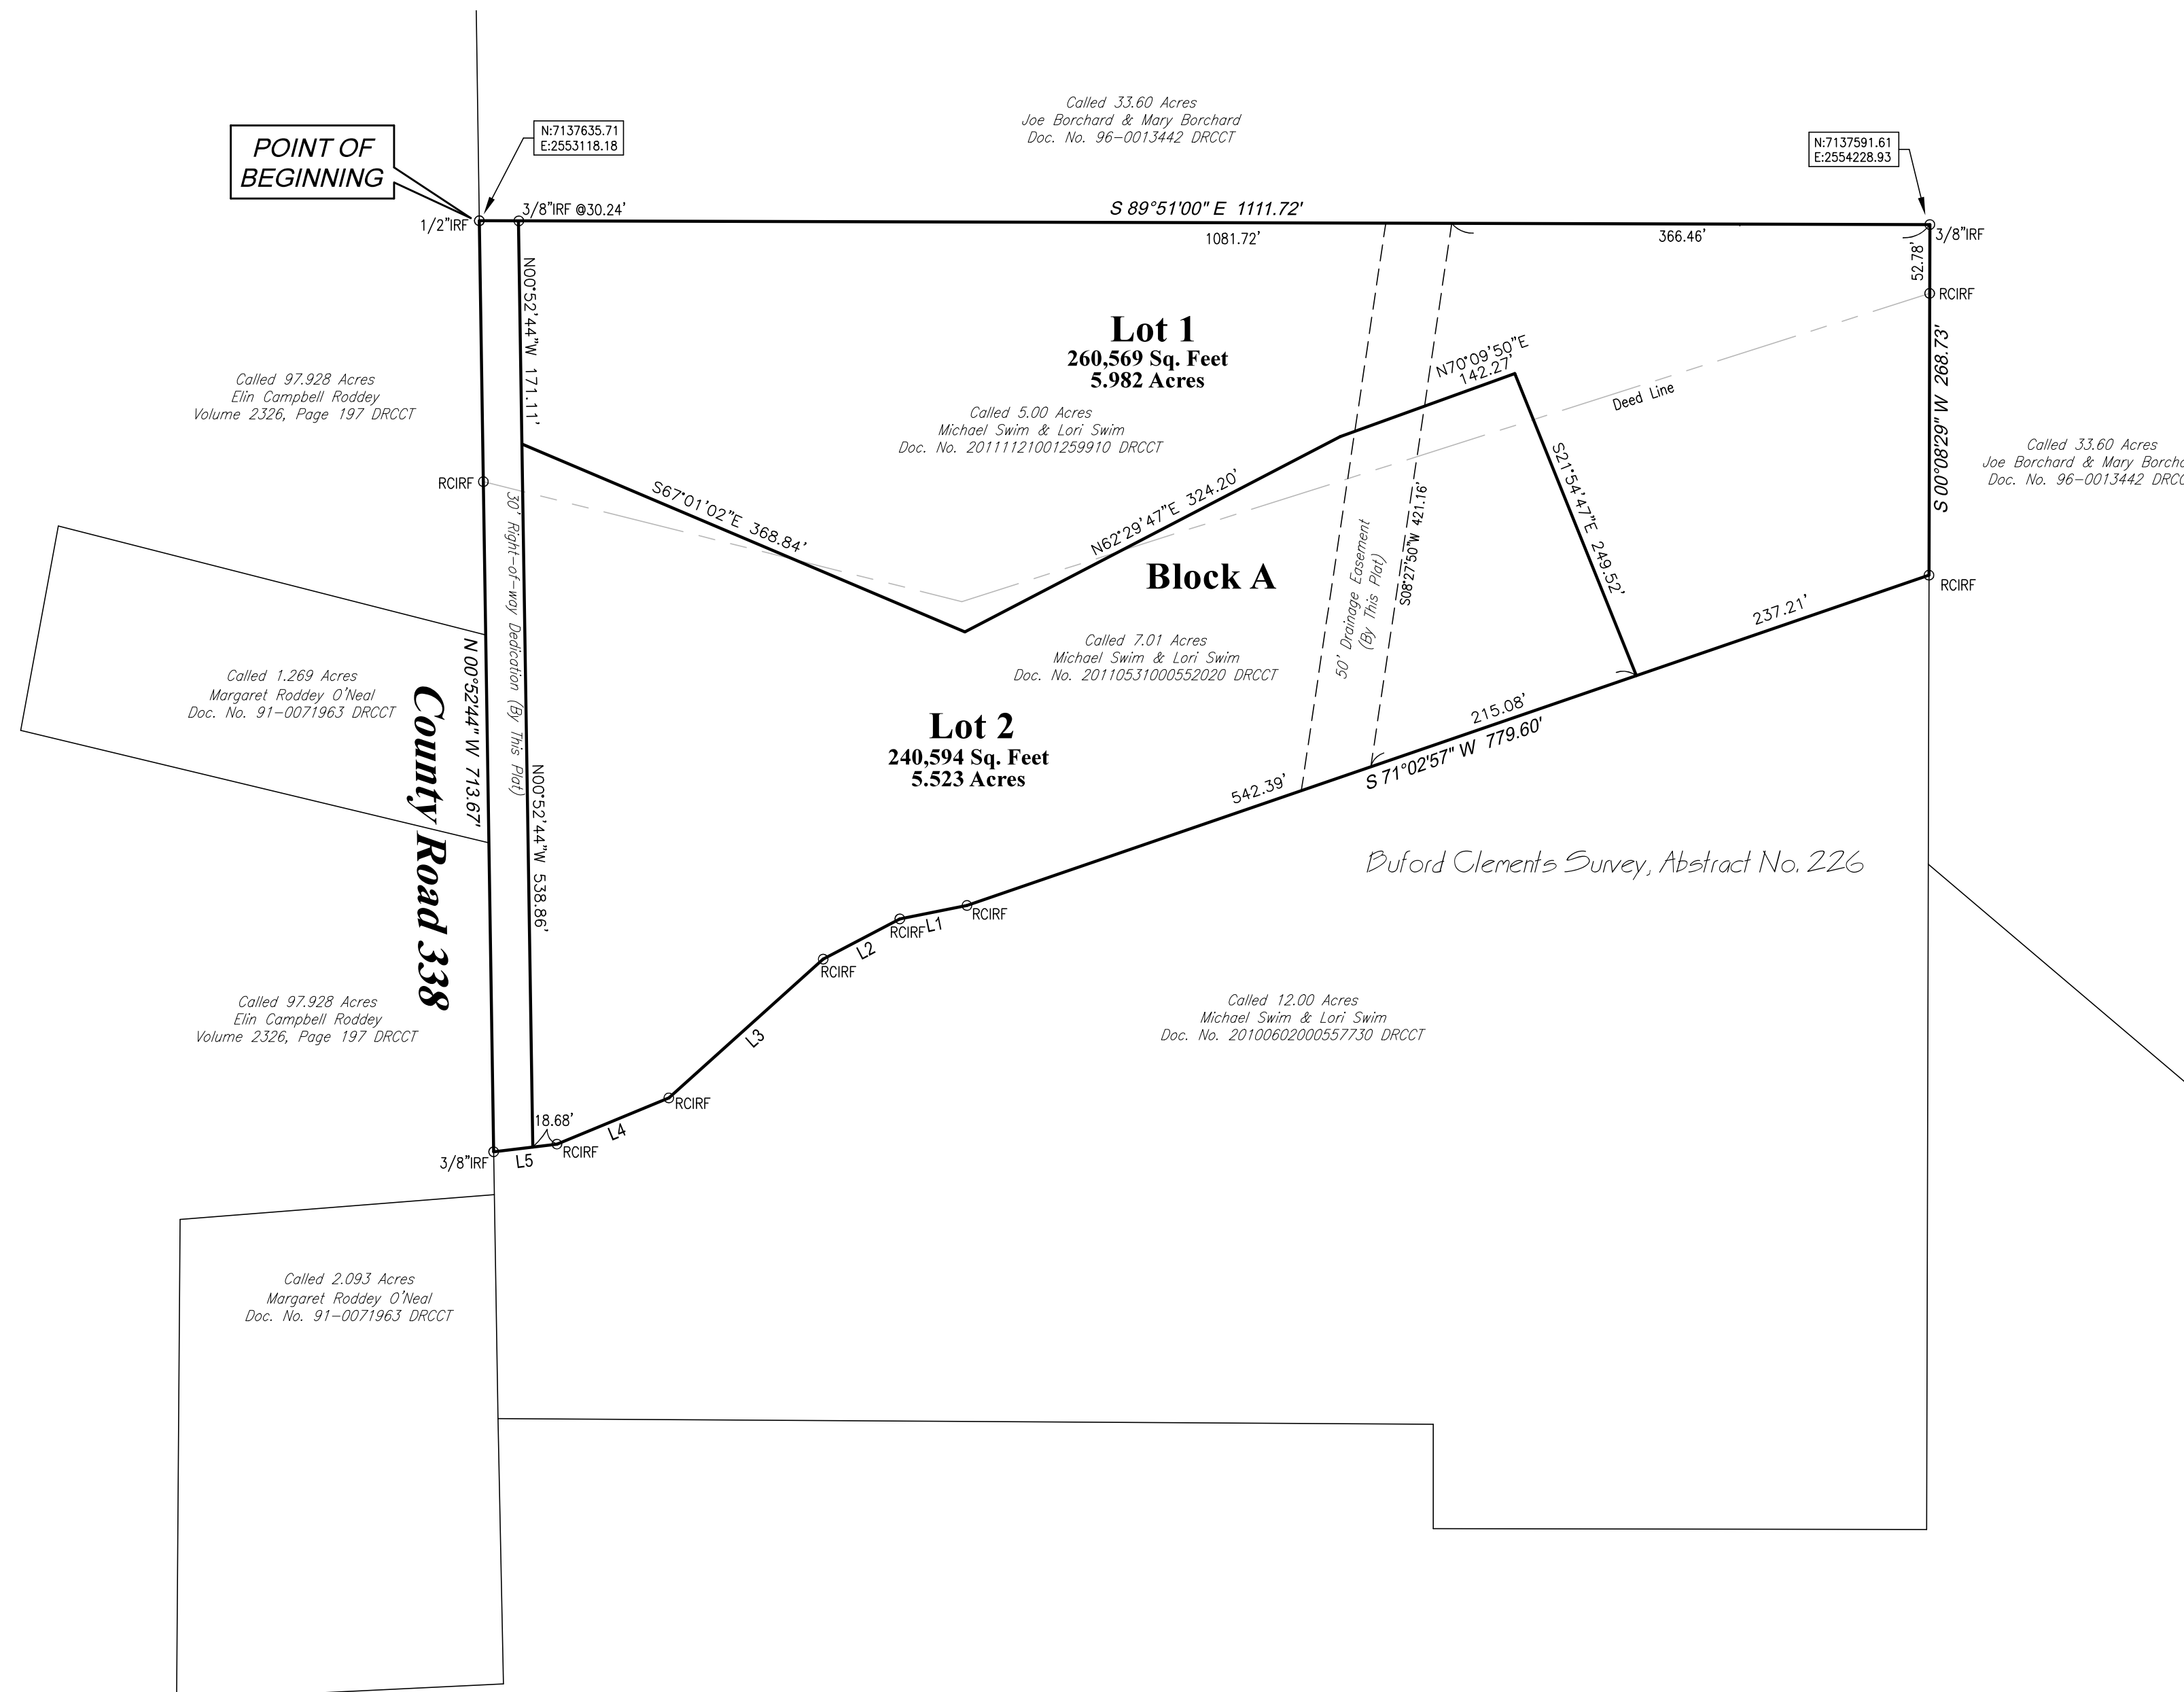 Called 33.60 Acres
Joe Borchard & Mary Borchard
Doc. No. 96-0013442 DRCCT
POINT OF
BEGINNING
N:7137635.71
E:2553118.18
N:7137591.61
E:2554228.93
1/2"IRF
3/8"IRF @30.24'
S 89°51'00" E 1111.72'
1081.72'
366.46'
3/8"IRF
52.78'
RCIRF
N00°52'44"W 171.11'
Lot 1
260,569 Sq. Feet
5.982 Acres
N70°09'50"E
142.27'
Deed Line
S 00°08'29" W 268.73'
Called 97.928 Acres
Elin Campbell Roddey
Volume 2326, Page 197 DRCCT
Called 5.00 Acres
Michael Swim & Lori Swim
Doc. No. 20111121001259910 DRCCT
Called 33.60 Acres
Joe Borchard & Mary
Doc. No. 96-0013442
RCIRF
S67°01'02"E 368.84'
N62°29'47"E 324.20'
S21°54'47"E 249.52'
S08°27'50"W 421.16'
50' Drainage Easement
(By This Plat)
30' Right-of-way Dedication (By This Plat)
Block A
RCIRF
237.21'
Called 7.01 Acres
Michael Swim & Lori Swim
Doc. No. 20110531000552020 DRCCT
Called 1.269 Acres
Margaret Roddey O'Neal
Doc. No. 91-0071963 DRCCT
N 00°52'44" W 713.67'
County Road 338
Lot 2
240,594 Sq. Feet
5.523 Acres
215.08'
S 71°02'57" W 779.60'
542.39'
N00°52'44"W 538.86'
Buford Clements Survey, Abstract No. 226
RCIRF
L1
RCIRF
L2
RCIRF
L3
Called 97.928 Acres
Elin Campbell Roddey
Volume 2326, Page 197 DRCCT
Called 12.00 Acres
Michael Swim & Lori Swim
Doc. No. 20100602000557730 DRCCT
RCIRF
L4
18.68'
RCIRF
L5
3/8"IRF
Called 2.093 Acres
Margaret Roddey O'Neal
Doc. No. 91-0071963 DRCCT